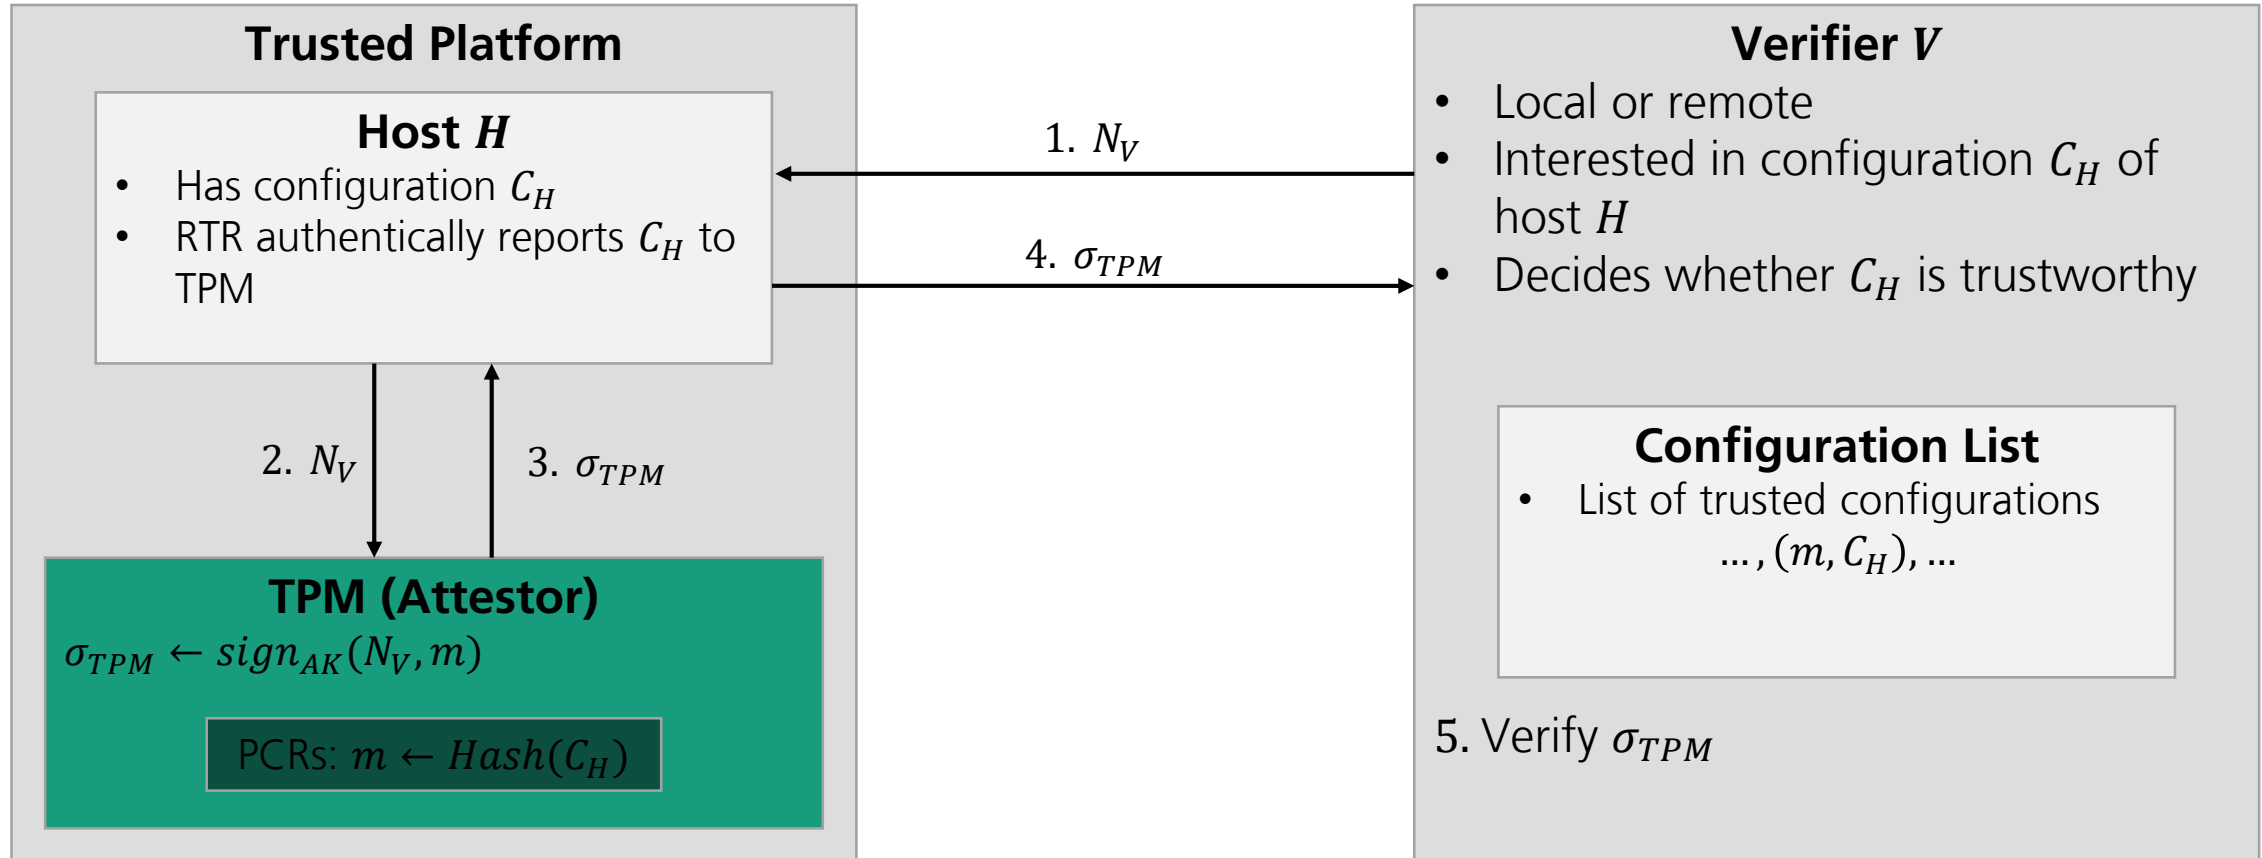 Trusted Platform
Host H
• Has configuration C_H
• RTR authentically reports C_H to
TPM
1. N_V
4. σ_TPM
2. N_V
3. σ_TPM
TPM (Attestor)
σ_TPM ← sign_AK(N_V, m)
PCRs: m ← Hash(C_H)
Verifier V
• Local or remote
• Interested in configuration C_H of
host H
• Decides whether C_H is trustworthy
Configuration List
• List of trusted configurations
… , (m, C_H), …
5. Verify σ_TPM